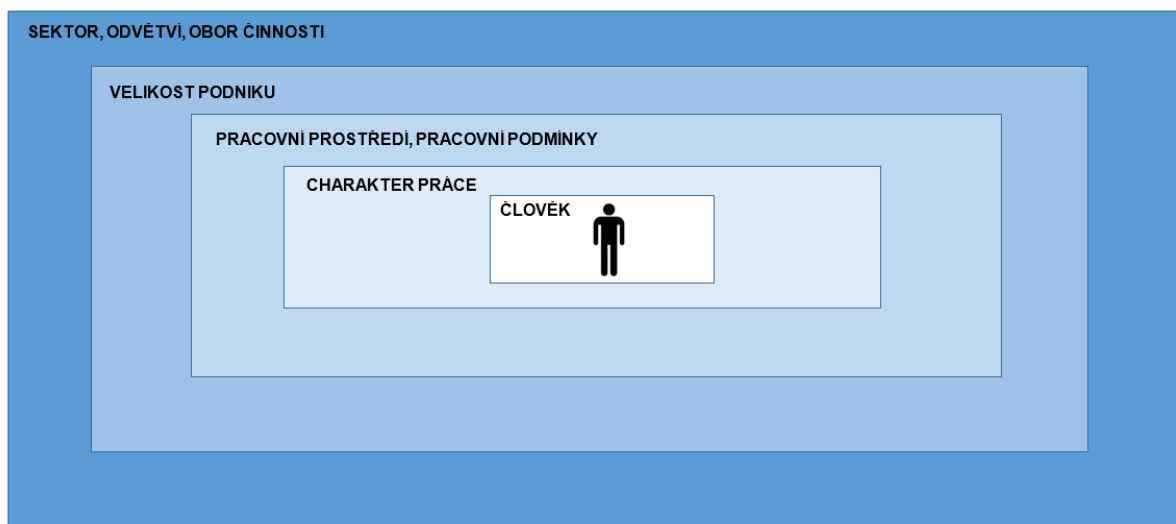 SEKTOR, ODVĚTVÍ, OBOR ČINNOSTI
VELIKOST PODNIKU
PRACOVNÍ PROSTŘEDÍ, PRACOVNÍ PODMÍNKY
CHARAKTER PRÁCE
ČLOVĚK